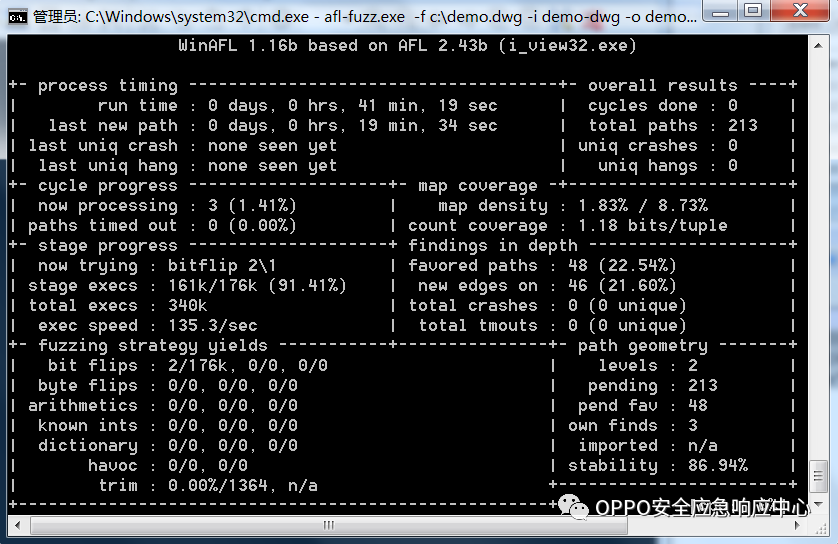 管理员: C:\Windows\system32\cmd.exe - afl-fuzz.exe -f c:\demo.dwg -i demo-dwg -o demo...
WinAFL 1.16b based on AFL 2.43b (i_view32.exe)
+- process timing -------------------------------------+- overall results ----+
| run time : 0 days, 0 hrs, 41 min, 19 sec | cycles done : 0 |
| last new path : 0 days, 0 hrs, 19 min, 34 sec | total paths : 213 |
| last uniq crash : none seen yet | uniq crashes : 0 |
| last uniq hang : none seen yet | uniq hangs : 0 |
+- cycle progress --------------------+- map coverage -+----------------------+
| now processing : 3 (1.41%) | map density : 1.83% / 8.73% |
| paths timed out : 0 (0.00%) | count coverage : 1.18 bits/tuple |
+- stage progress --------------------+ findings in depth --------------------+
| now trying : bitflip 2\1 | favored paths : 48 (22.54%) |
| stage execs : 161k/176k (91.41%) | new edges on : 46 (21.60%) |
| total execs : 340k | total crashes : 0 (0 unique) |
| exec speed : 135.3/sec | total tmouts : 0 (0 unique) |
+- fuzzing strategy yields -----------+---------------+- path geometry -------+
| bit flips : 2/176k, 0/0, 0/0 | levels : 2 |
| byte flips : 0/0, 0/0, 0/0 | pending : 213 |
| arithmetics : 0/0, 0/0, 0/0 | pend fav : 48 |
| known ints : 0/0, 0/0, 0/0 | own finds : 3 |
| dictionary : 0/0, 0/0, 0/0 | imported : n/a |
| havoc : 0/0, 0/0 | stability : 86.94% |
| trim : 0.00%/1364, n/a +-----------------------+
OPPO安全应急响应中心